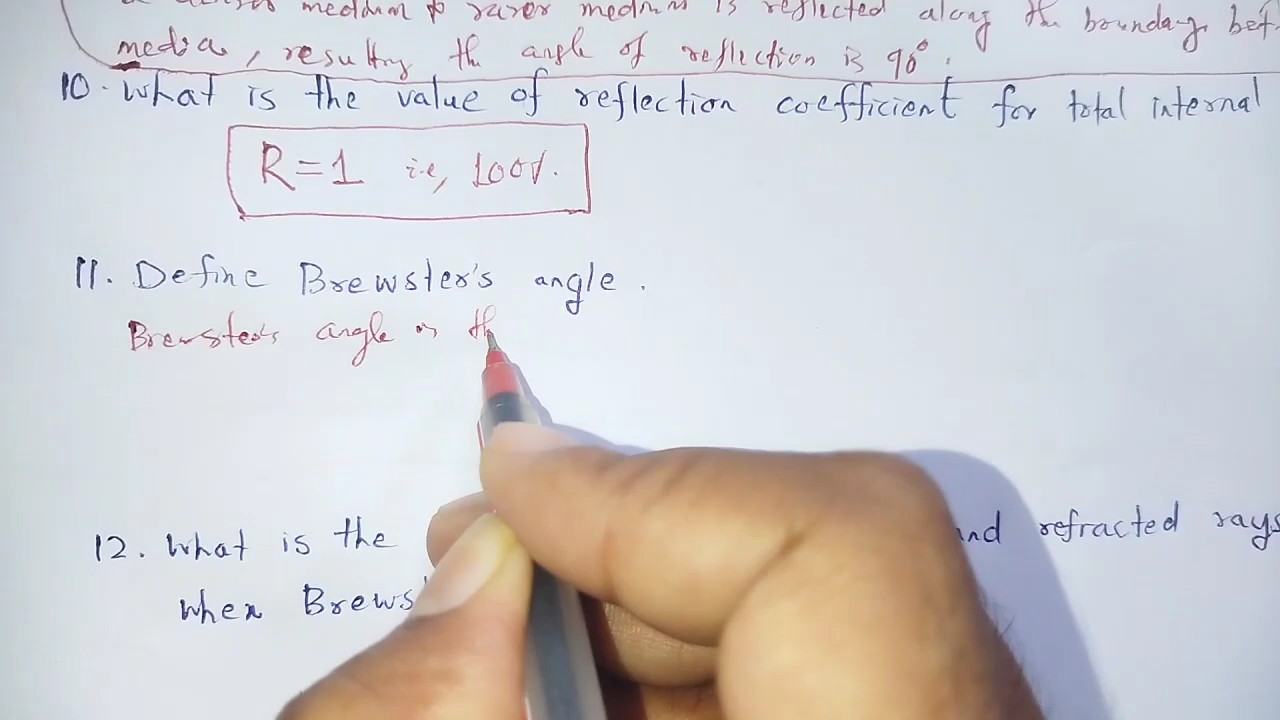 a denser medium to rarer medium is reflected along the boundary bet
media, resulting the angle of reflection is 90°.
10. What is the value of reflection coefficient for total internal
R=1 i.e, 100%.
11. Define Brewster's angle.
Brewster's angle is th
12. What is the and refracted rays
when Brews